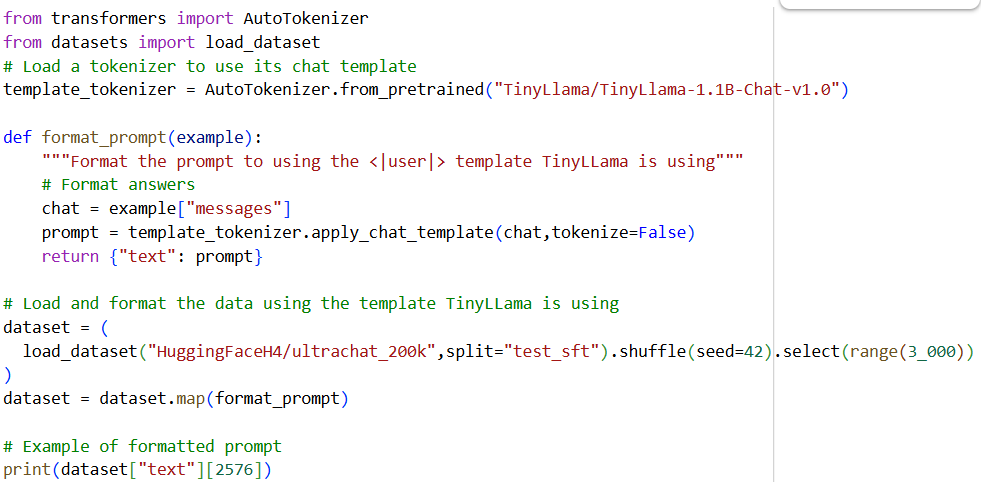 from transformers import AutoTokenizer
from datasets import load_dataset
# Load a tokenizer to use its chat template
template_tokenizer = AutoTokenizer.from_pretrained("TinyLlama/TinyLlama-1.1B-Chat-v1.0")

def format_prompt(example):
    """Format the prompt to using the <|user|> template TinyLLama is using"""
    # Format answers
    chat = example["messages"]
    prompt = template_tokenizer.apply_chat_template(chat,tokenize=False)
    return {"text": prompt}

# Load and format the data using the template TinyLLama is using
dataset = (
  load_dataset("HuggingFaceH4/ultrachat_200k",split="test_sft").shuffle(seed=42).select(range(3_000))
)
dataset = dataset.map(format_prompt)

# Example of formatted prompt
print(dataset["text"][2576])